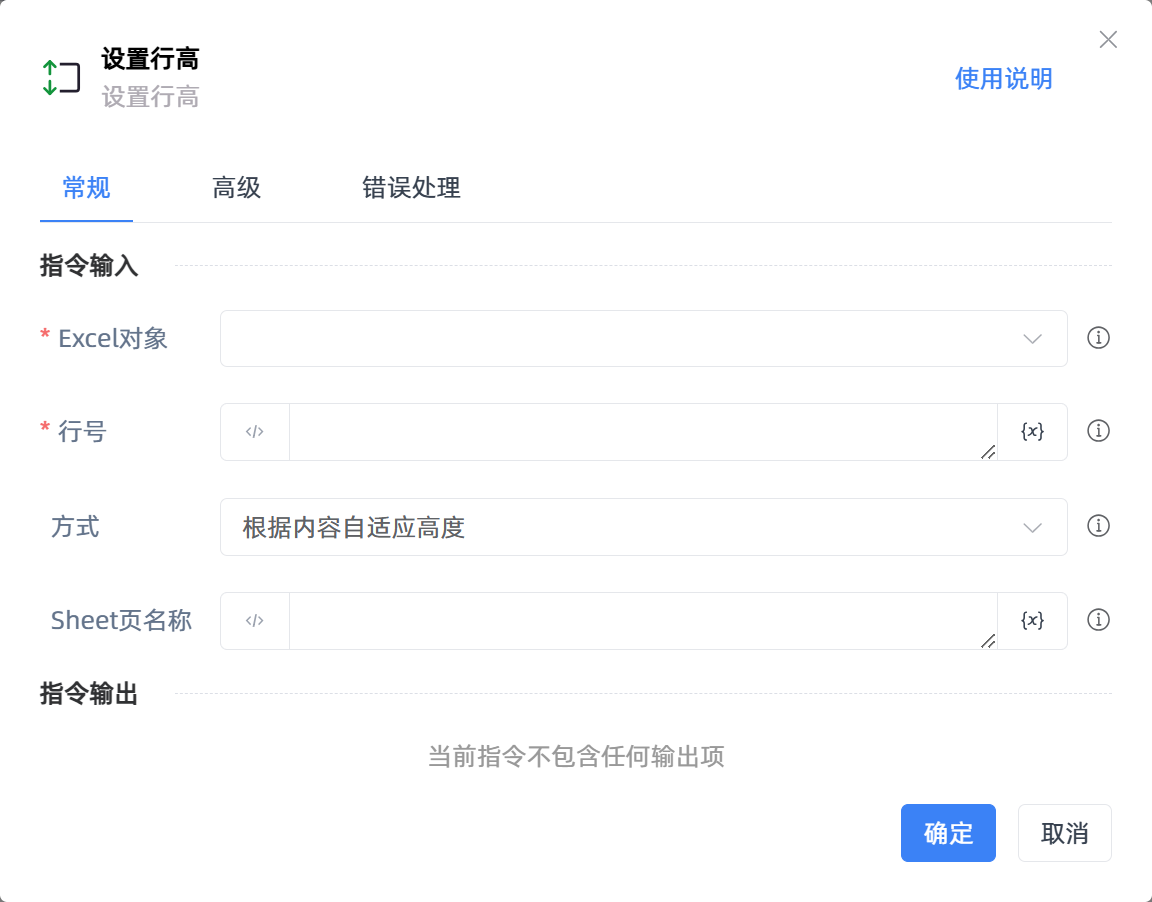 设置行高
设置行高
使用说明
常规 高级 错误处理
指令输入
* Excel对象
* 行号 </> {x}
方式 根据内容自适应高度
Sheet页名称 </> {x}
指令输出
当前指令不包含任何输出项
确定 取消